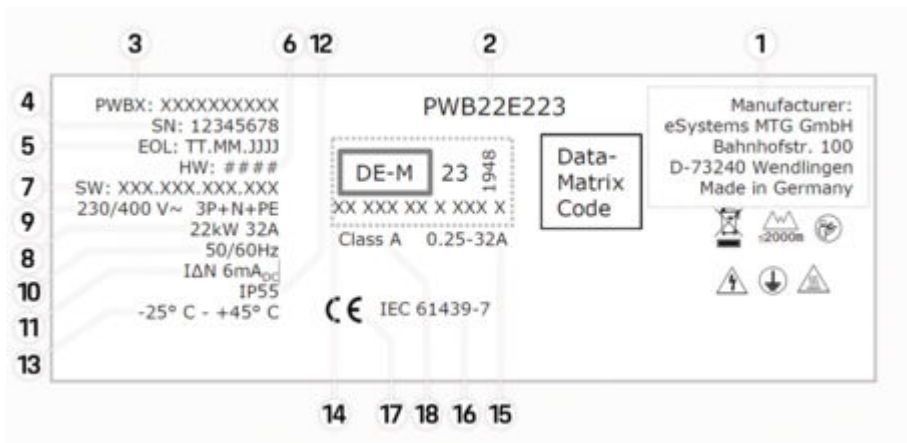 3 6 12 2 1
4
5
7
9
8
10
11
13
PWBX: XXXXXXXXXX
SN: 12345678
EOL: TT.MM.JJJJ
HW: ####
SW: XXX.XXX.XXX.XXX
230/400 V~ 3P+N+PE
22kW 32A
50/60Hz
IΔN 6mADC
IP55
-25° C - +45° C
PWB22E223
DE-M 23 1948
XX XXX XX X XXX X
Class A 0.25-32A
CE IEC 61439-7
Data-
Matrix
Code
Manufacturer:
eSystems MTG GmbH
Bahnhofstr. 100
D-73240 Wendlingen
Made in Germany
≤2000m
14 17 18 16 15